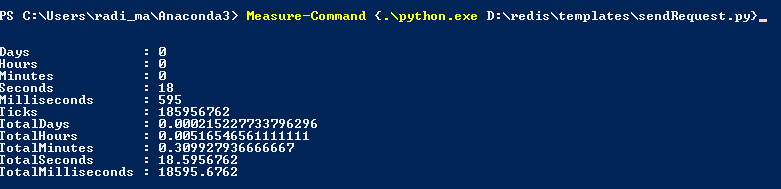 PS C:\Users\radi_ma\Anaconda3> Measure-Command {.\python.exe D:\redis\templates\sendRequest.py}_
Days              : 0
Hours             : 0
Minutes           : 0
Seconds           : 18
Milliseconds      : 595
Ticks             : 185956762
TotalDays         : 0.000215227733796296
TotalHours        : 0.00516546561111111
TotalMinutes      : 0.309927936666667
TotalSeconds      : 18.5956762
TotalMilliseconds : 18595.6762